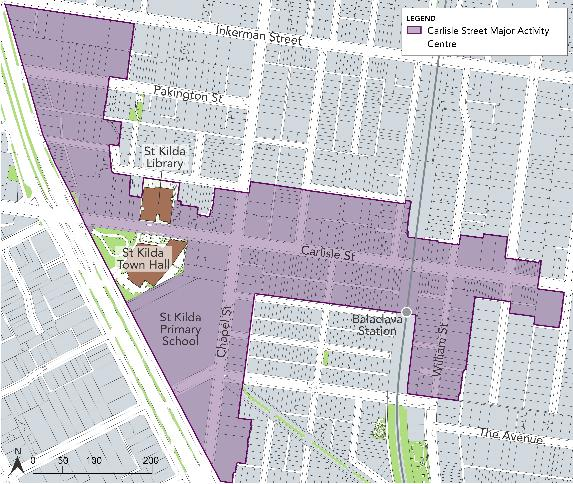 Inkerman Street
LEGEND
Carlisle Street Major Activity
Centre
Pakington St
St Kilda
Library
St Kilda
Town Hall
Carlisle St
St Kilda
Primary
School
Chapel St
Balaclava
Station
William St
The Avenue
N
0 50 100 200